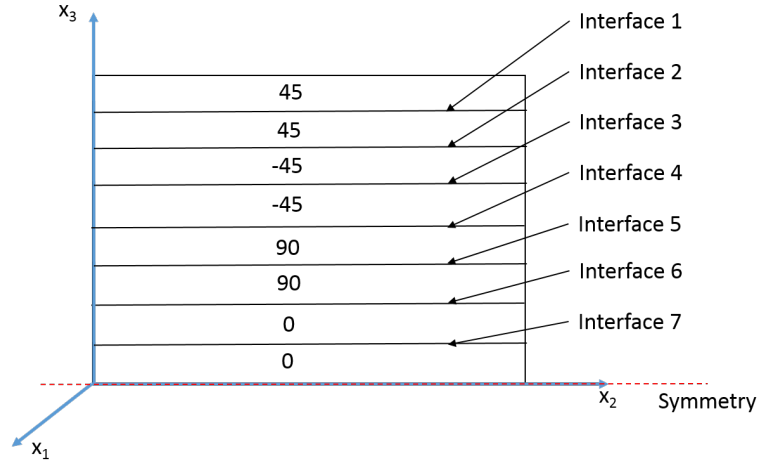 x3
Interface 1
Interface 2
Interface 3
Interface 4
Interface 5
Interface 6
Interface 7
45
45
-45
-45
90
90
0
0
x2
Symmetry
x1